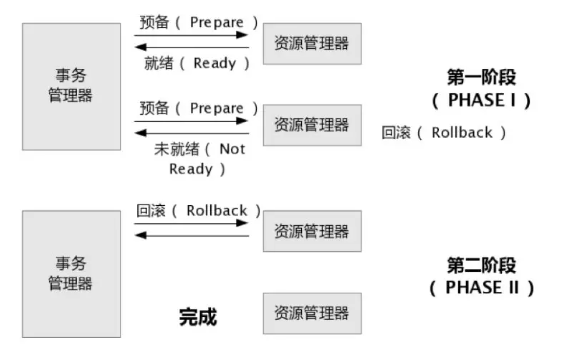 预备( Prepare )
资源管理器
就绪( Ready )
事务
管理器
第一阶段
( PHASE I )
预备( Prepare )
资源管理器
回滚( Rollback )
未就绪( Not
Ready )
回滚( Rollback )
资源管理器
事务
管理器
第二阶段
( PHASE II )
完成
资源管理器